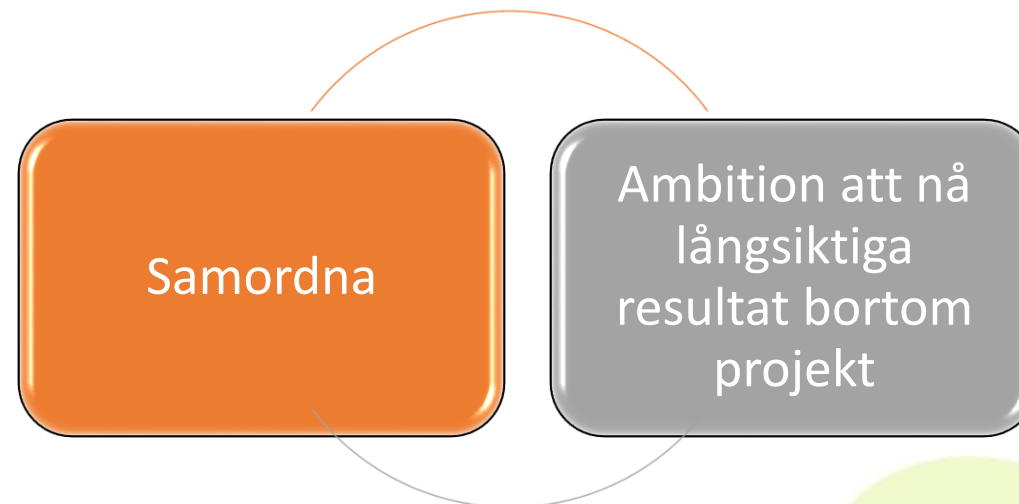 Samordna
Ambition att nå
långsiktiga
resultat bortom
projekt